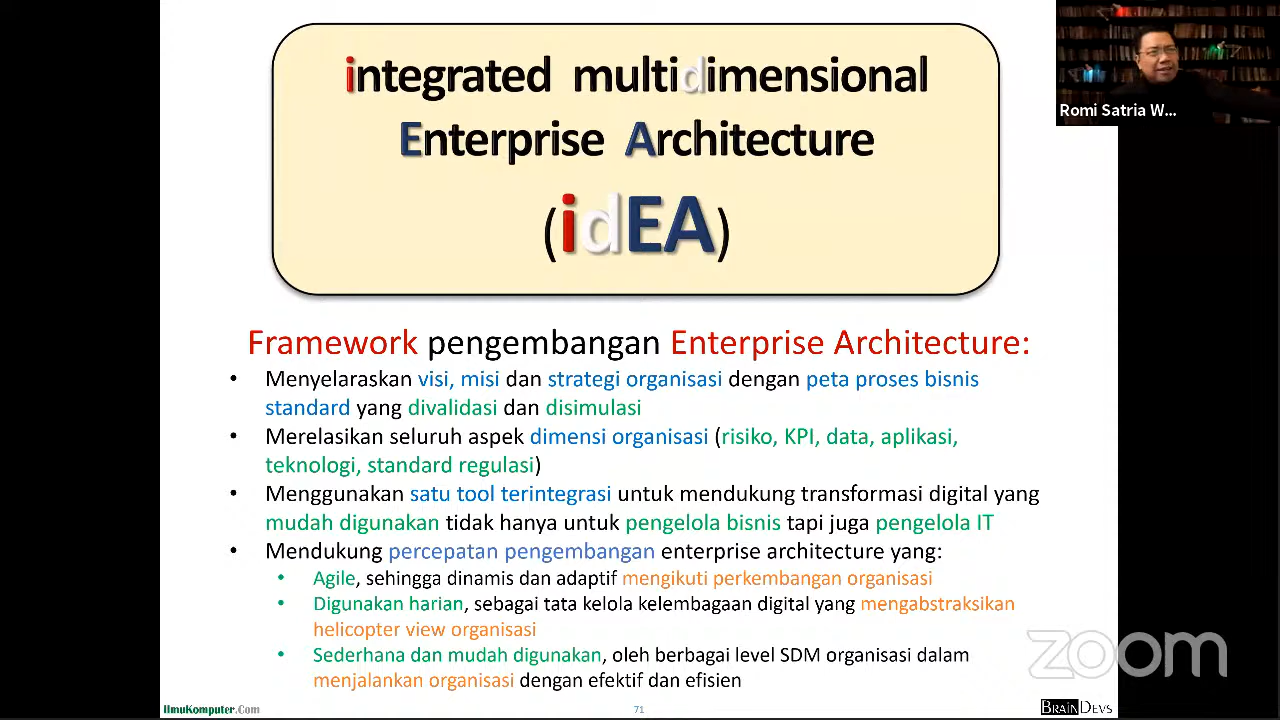 integrated multidimensional
Enterprise Architecture
(idEA)
Romi Satria W...
Framework pengembangan Enterprise Architecture:
• Menyelaraskan visi, misi dan strategi organisasi dengan peta proses bisnis
standard yang divalidasi dan disimulasi
• Merelasikan seluruh aspek dimensi organisasi (risiko, KPI, data, aplikasi,
teknologi, standard regulasi)
• Menggunakan satu tool terintegrasi untuk mendukung transformasi digital yang
mudah digunakan tidak hanya untuk pengelola bisnis tapi juga pengelola IT
• Mendukung percepatan pengembangan enterprise architecture yang:
• Agile, sehingga dinamis dan adaptif mengikuti perkembangan organisasi
• Digunakan harian, sebagai tata kelola kelembagaan digital yang mengabstraksikan
helicopter view organisasi
• Sederhana dan mudah digunakan, oleh berbagai level SDM organisasi dalam
menjalankan organisasi dengan efektif dan efisien
zoom
IlmuKomputer.Com
71
BRAINDEVS